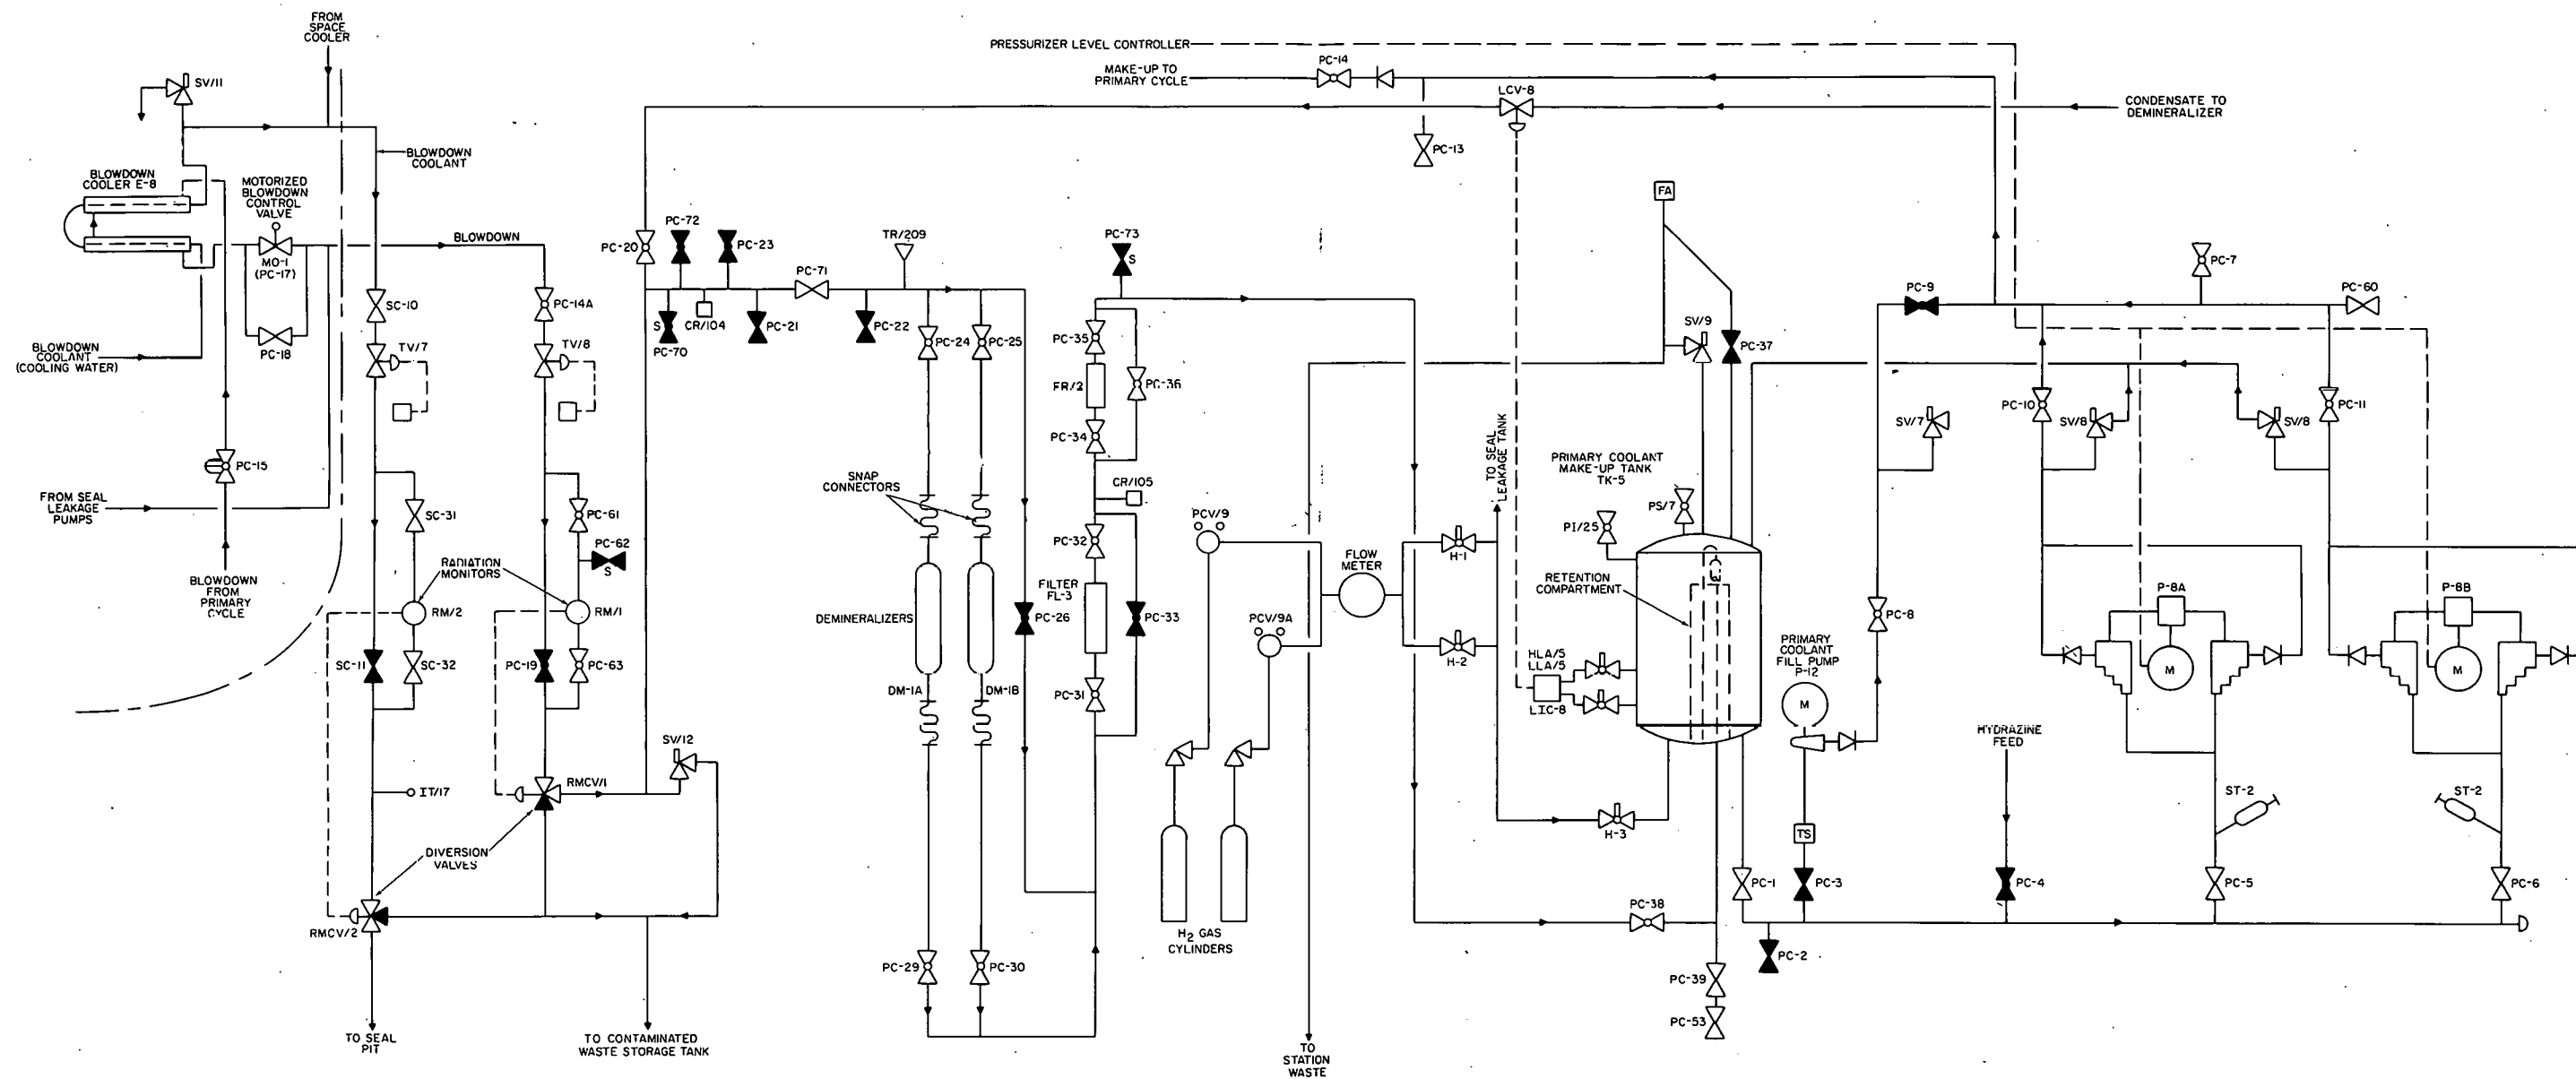 FROM
SPACE
COOLER
SV/11
BLOWDOWN
COOLANT
BLOWDOWN
COOLER E-8
MOTORIZED
BLOWDOWN
CONTROL
VALVE
MO-1
(PC-17)
PC-18
BLOWDOWN
BLOWDOWN
COOLANT
(COOLING WATER)
PC-15
FROM SEAL
LEAKAGE
PUMPS
BLOWDOWN
FROM
PRIMARY
CYCLE
SC-10
TV/7
SC-31
RADIATION
MONITORS
RM/2
SC-11
SC-32
IT/17
DIVERSION
VALVES
RMCV/2
TO SEAL
PIT
PC-14A
TV/8
PC-61
PC-62
S
RM/1
PC-19
PC-63
RMCV/1
SV/12
TO CONTAMINATED
WASTE STORAGE TANK
PC-20
PC-72
PC-23
S
PC-70
CR/104
PC-21
PC-71
TR/209
PC-22
PC-24
PC-25
SNAP
CONNECTORS
DEMINERALIZERS
DM-1A
DM-1B
PC-26
PC-29
PC-30
PC-73
S
PC-35
FR/2
PC-36
PC-34
CR/105
PC-32
FILTER
FL-3
PC-33
PC-31
PRESSURIZER LEVEL CONTROLLER
MAKE-UP TO
PRIMARY CYCLE
PC-14
PC-13
LCV-8
CONDENSATE TO
DEMINERALIZER
PCV/9
PCV/9A
H2 GAS
CYLINDERS
FLOW
METER
H-1
H-2
H-3
TO SEAL
LEAKAGE TANK
TO
STATION
WASTE
FA
SV/9
PC-37
PRIMARY COOLANT
MAKE-UP TANK
TK-5
PS/7
PI/25
RETENTION
COMPARTMENT
HLA/5
LLA/5
LIC-8
PC-38
PC-39
PC-53
PC-1
PC-2
PRIMARY
COOLANT
FILL PUMP
P-12
M
TS
PC-3
PC-8
SV/7
PC-9
PC-7
PC-60
PC-10
SV/8
SV/8
PC-11
P-8A
M
P-8B
M
HYDRAZINE
FEED
PC-4
ST-2
PC-5
ST-2
PC-6